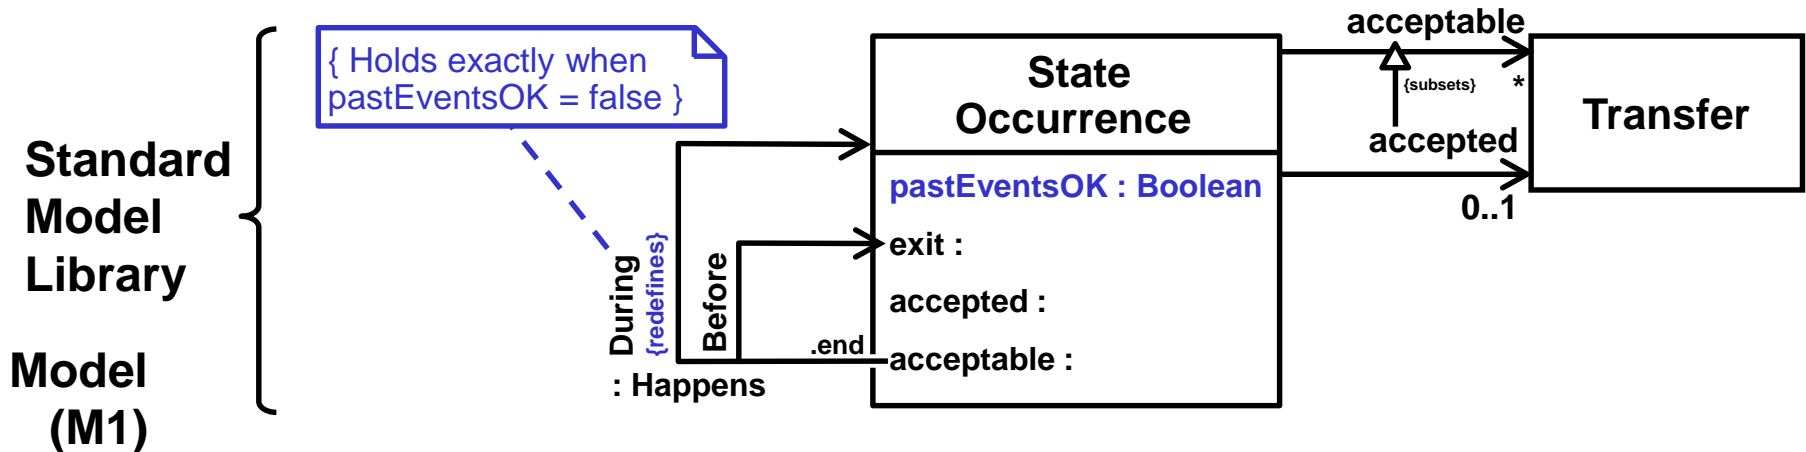 Standard
Model
Library
Model
(M1)
{ Holds exactly when
pastEventsOK = false }
During
{redefines}
Before
: Happens
.end
State
Occurrence
pastEventsOK : Boolean
exit :
accepted :
acceptable :
acceptable
{subsets}
*
accepted
0..1
Transfer